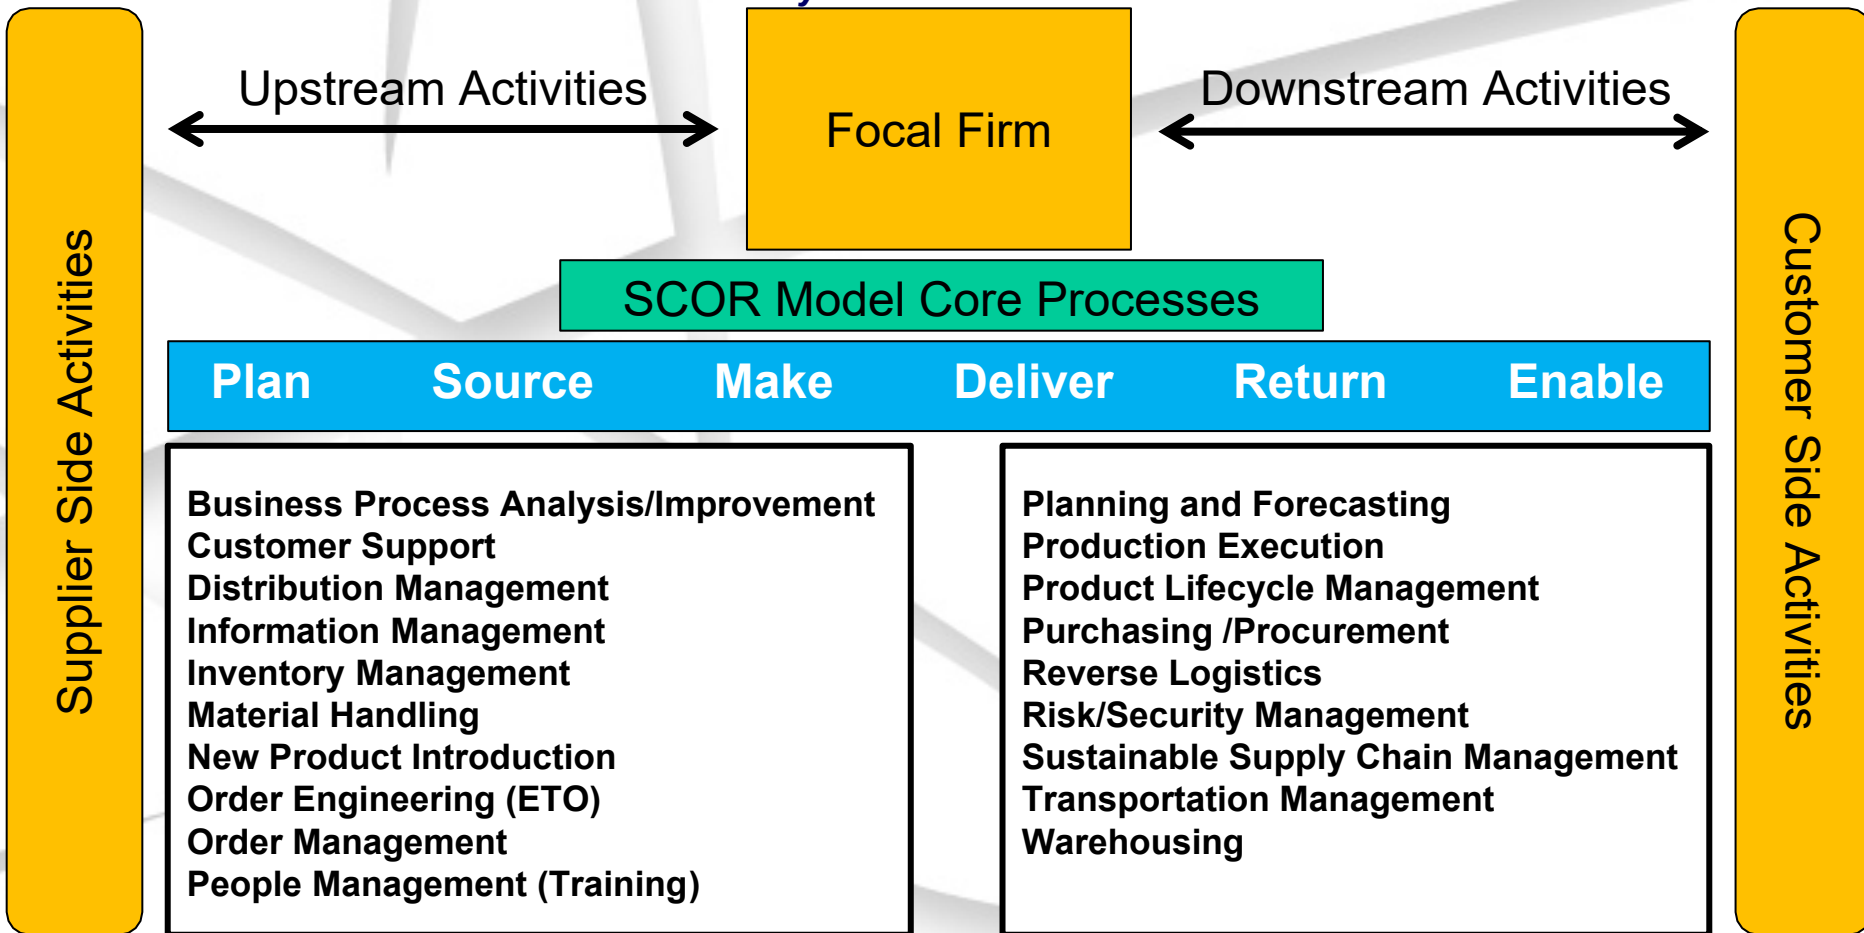 Upstream Activities
Focal Firm
Downstream Activities
Supplier Side Activities
Customer Side Activities
SCOR Model Core Processes
Plan Source Make Deliver Return Enable
Business Process Analysis/Improvement
Customer Support
Distribution Management
Information Management
Inventory Management
Material Handling
New Product Introduction
Order Engineering (ETO)
Order Management
People Management (Training)
Planning and Forecasting
Production Execution
Product Lifecycle Management
Purchasing /Procurement
Reverse Logistics
Risk/Security Management
Sustainable Supply Chain Management
Transportation Management
Warehousing